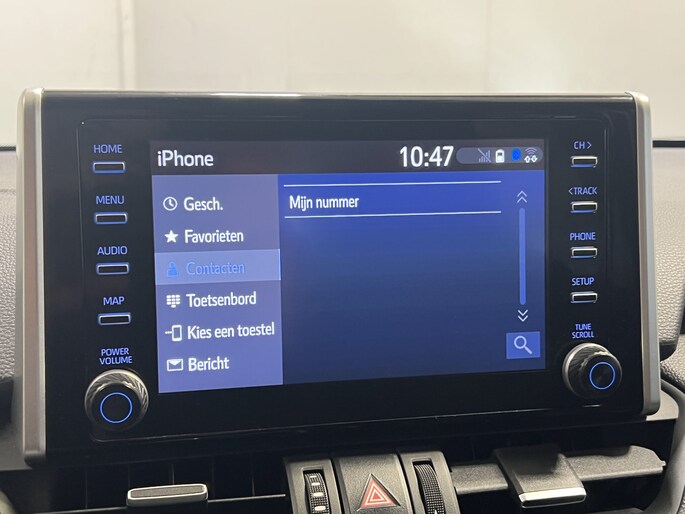 HOME
MENU
AUDIO
MAP
POWER
VOLUME
iPhone
10:47
Gesch.
Favorieten
Contacten
Toetsenbord
Kies een toestel
Bericht
Mijn nummer
CH >
< TRACK
PHONE
SETUP
TUNE
SCROLL